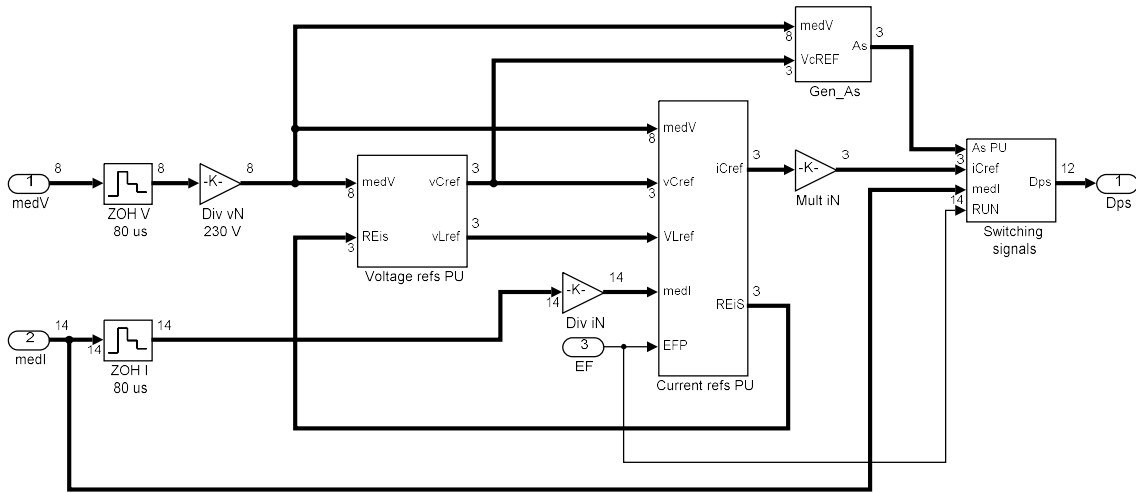 medV
8
VcREF
3
As
3
Gen_As
medV
8
vCref
3
VLref
medI
EFP
iCref
3
REiS
3
Current refs PU
-K-
3
Mult iN
As PU
3
iCref
medI
14
RUN
Dps
12
Switching
signals
1
Dps
1
8
medV
8
ZOH V
80 us
-K-
8
Div vN
230 V
medV
8
REis
3
vCref
3
vLref
3
Voltage refs PU
2
14
medI
14
14
ZOH I
80 us
14
-K-
14
Div iN
3
EF